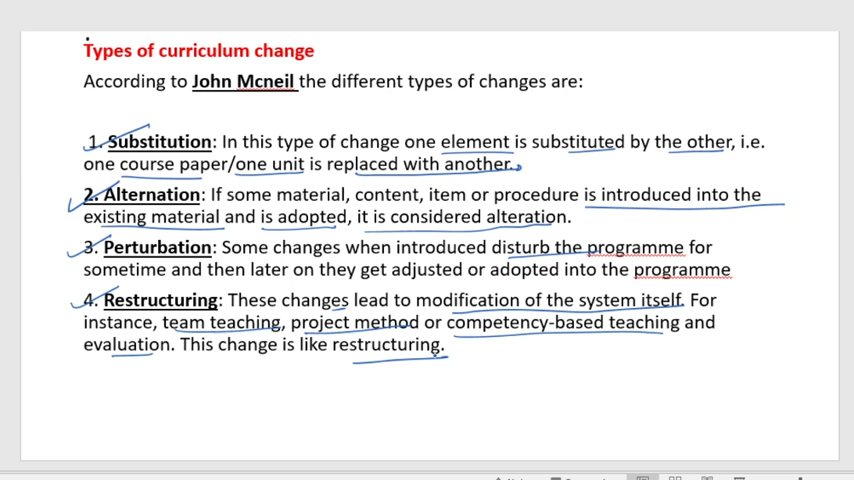 Types of curriculum change
According to John Mcneil the different types of changes are:
1. Substitution: In this type of change one element is substituted by the other, i.e.
one course paper/one unit is replaced with another.
2. Alternation: If some material, content, item or procedure is introduced into the
existing material and is adopted, it is considered alteration.
3. Perturbation: Some changes when introduced disturb the programme for
sometime and then later on they get adjusted or adopted into the programme
4. Restructuring: These changes lead to modification of the system itself. For
instance, team teaching, project method or competency-based teaching and
evaluation. This change is like restructuring.